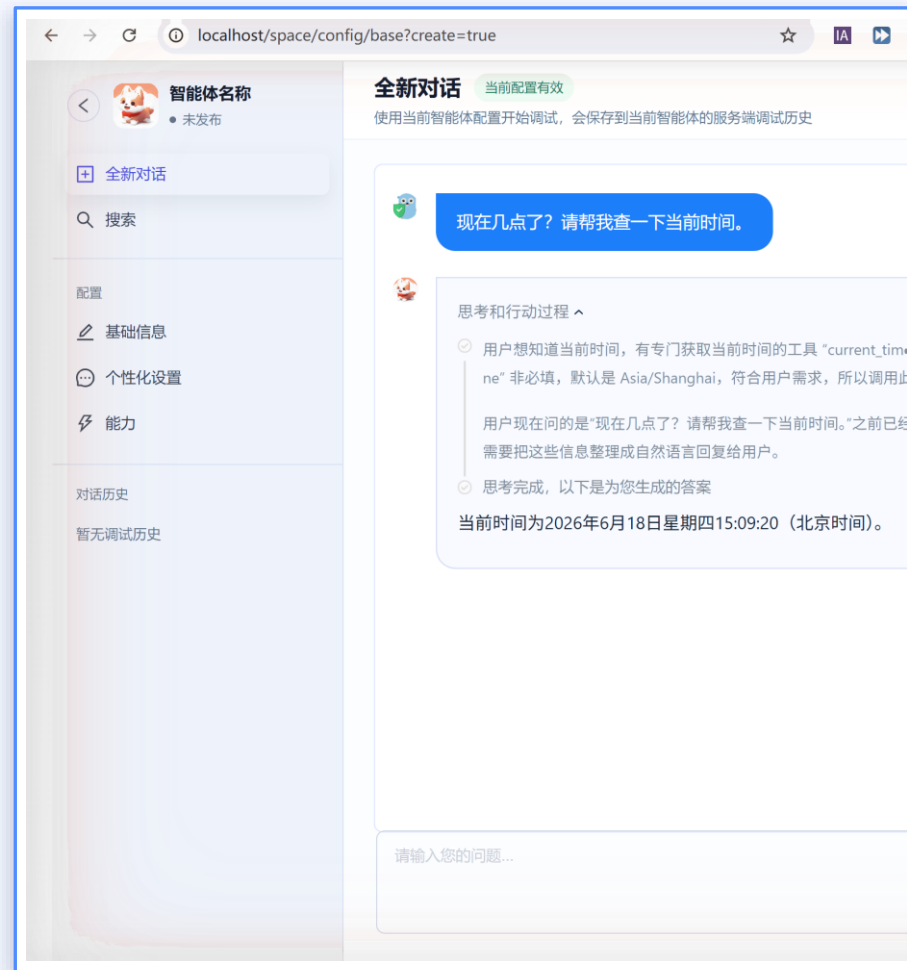 localhost/space/config/base?create=true
IA
智能体名称
未发布
全新对话
搜索
配置
基础信息
个性化设置
能力
对话历史
暂无调试历史
全新对话 当前配置有效
使用当前智能体配置开始调试，会保存到当前智能体的服务端调试历史
现在几点了？请帮我查一下当前时间。
思考和行动过程
用户想知道当前时间，有专门获取当前时间的工具 “current_time
ne” 非必填，默认是 Asia/Shanghai，符合用户需求，所以调用此
用户现在问的是“现在几点了？请帮我查一下当前时间。”之前已经
需要把这些信息整理成自然语言回复给用户。
思考完成，以下是为您生成的答案
当前时间为2026年6月18日星期四15:09:20（北京时间）。
请输入您的问题...